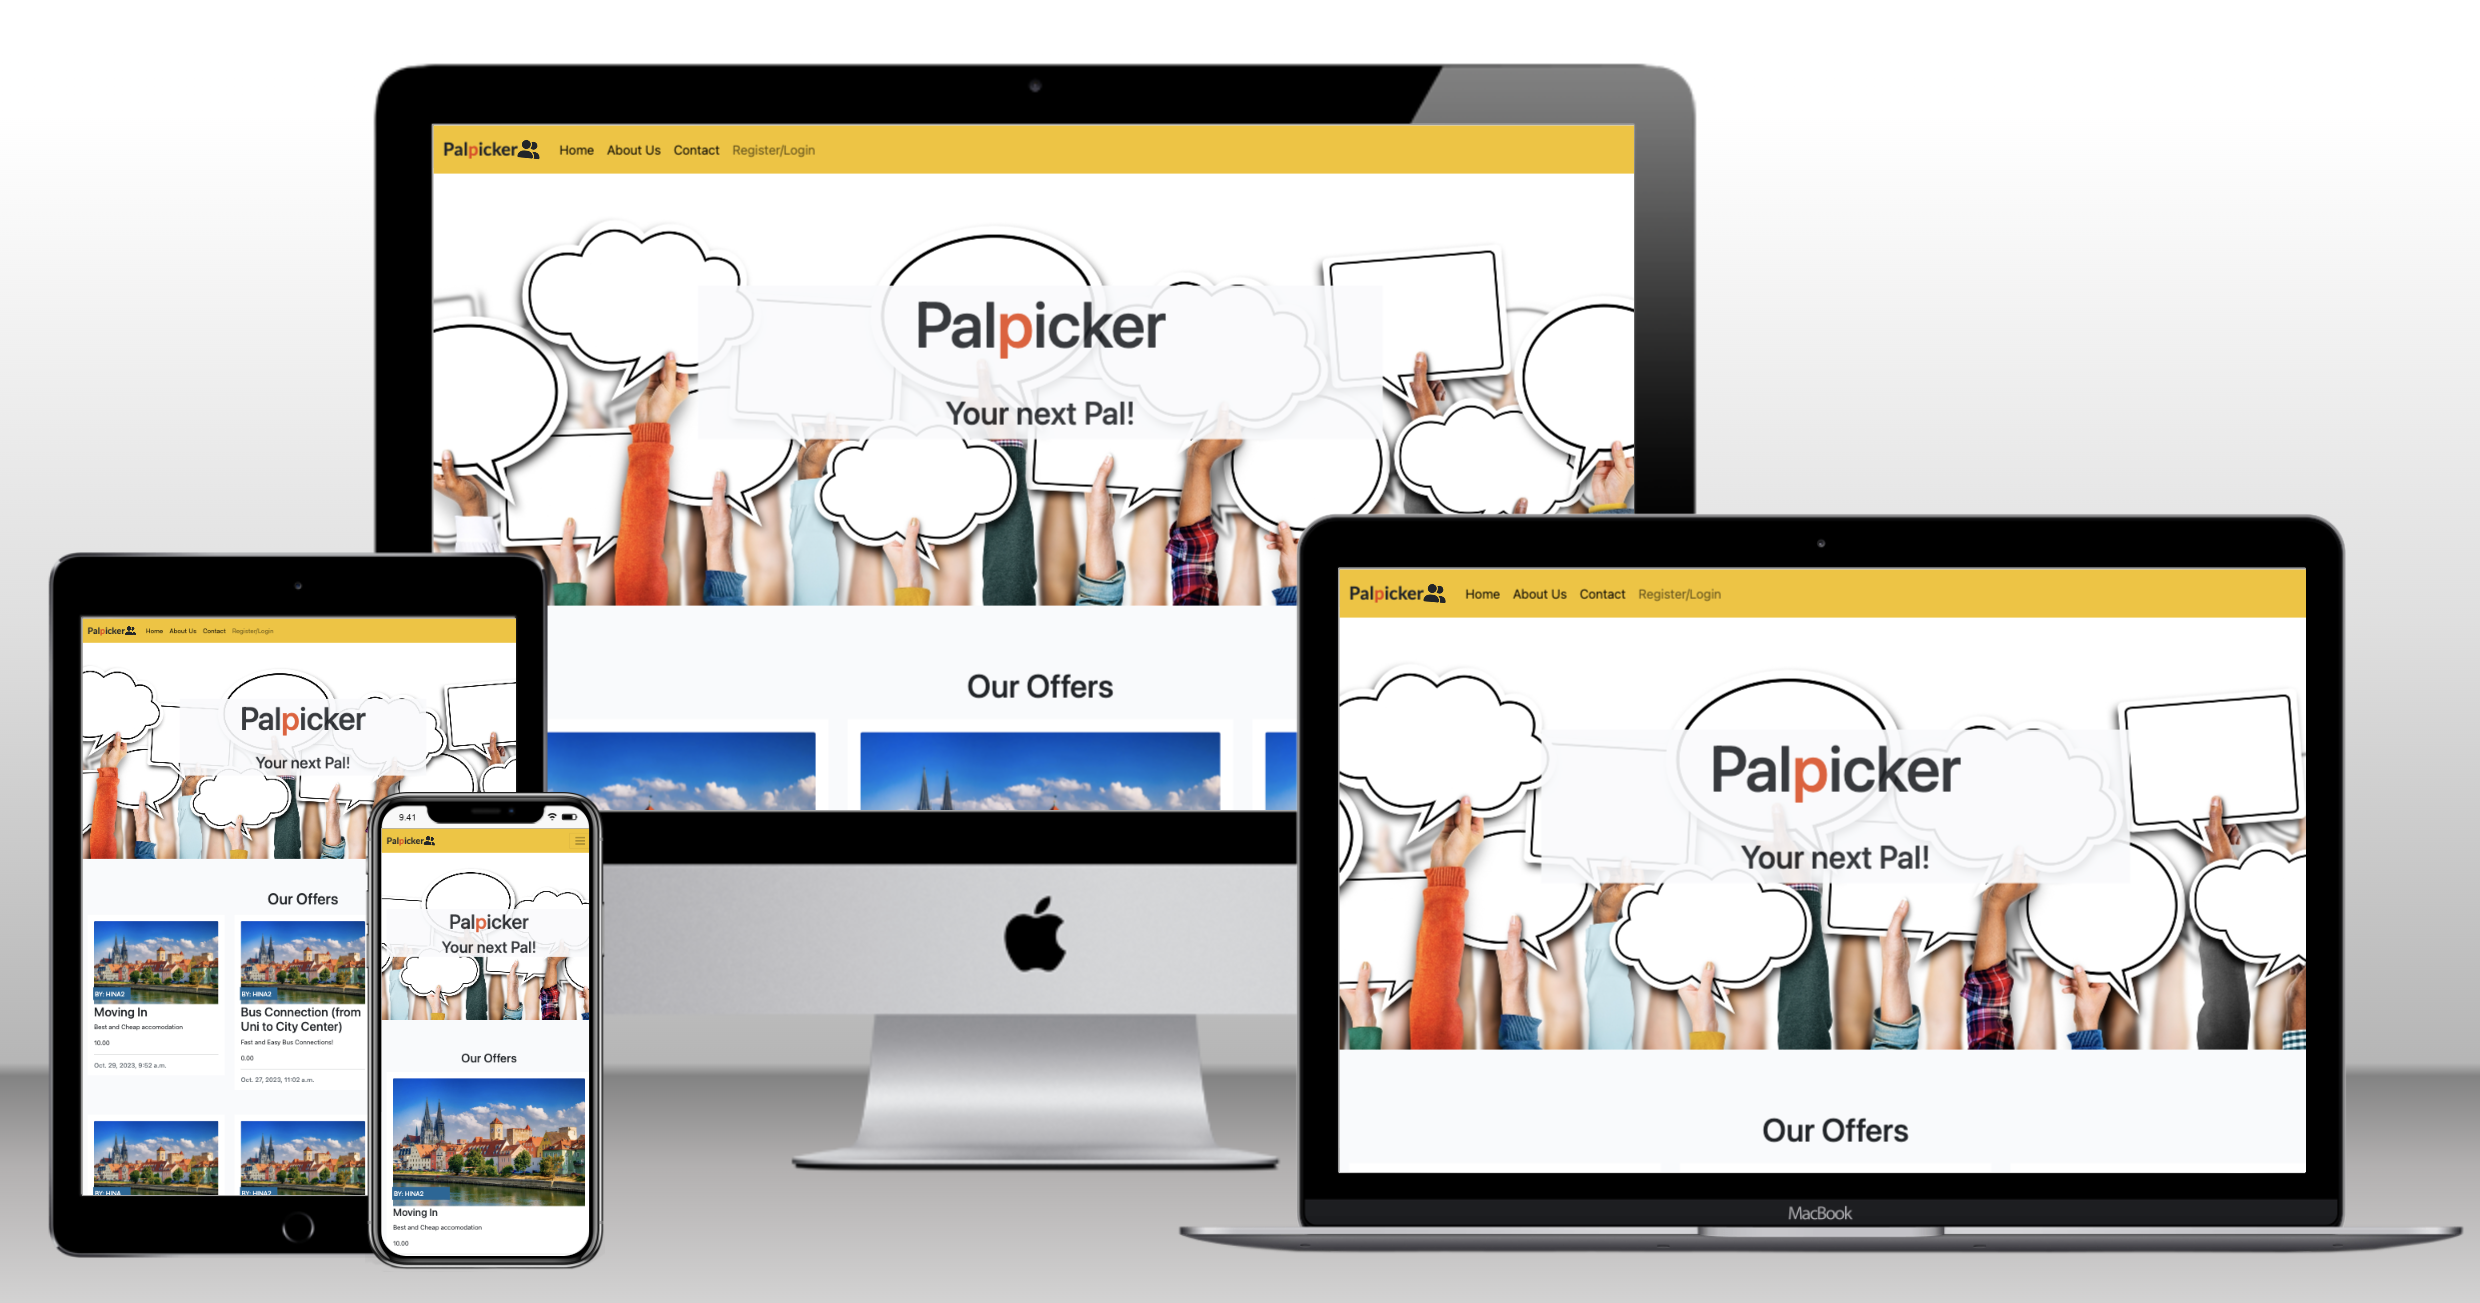 Palpicker Home About Us Contact Register/Login
Palpicker
Your next Pal!
Our Offers
Palpicker Home About Us Contact Register/Login
Palpicker
Your next Pal!
Our Offers
BY: HINA2
Moving In
Best and Cheap accomodation
10.00
Oct. 29, 2023, 9:52 a.m.
BY: HINA2
Bus Connection (from
Uni to City Center)
Fast and Easy Bus Connections!
0.00
Oct. 27, 2023, 11:02 a.m.
BY: HINA
BY: HINA2
9.41
Palpicker
Palpicker
Your next Pal!
Our Offers
BY: HINA2
Moving In
Best and Cheap accomodation
10.00
Palpicker Home About Us Contact Register/Login
Palpicker
Your next Pal!
Our Offers
MacBook